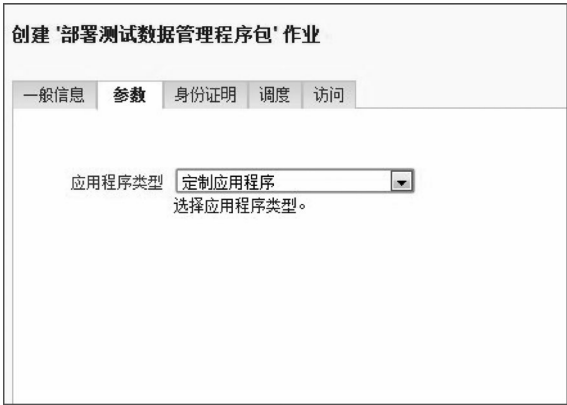 创建 '部署测试数据管理程序包' 作业
一般信息 参数 身份证明 调度 访问
应用程序类型 定制应用程序
选择应用程序类型。